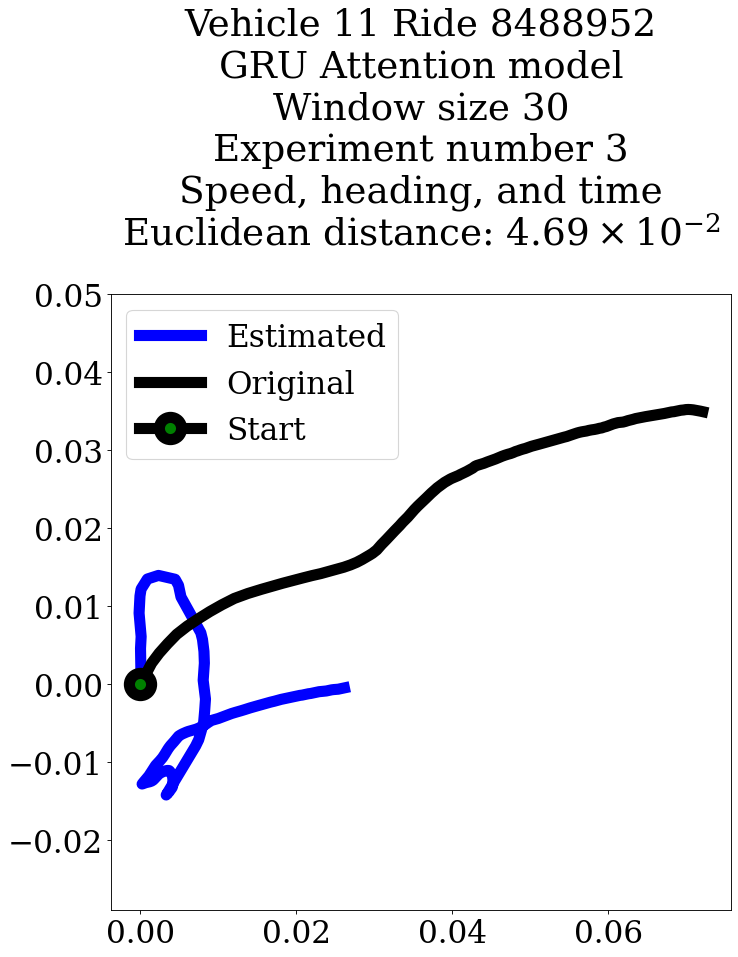 Vehicle 11 Ride 8488952
GRU Attention model
Window size 30
Experiment number 3
Speed, heading, and time
Euclidean distance: 4.69 × 10⁻²
0.05
Estimated
0.04
Original
Start
0.03
0.02
0.01
0.00
−0.01
−0.02
0.00 0.02 0.04 0.06